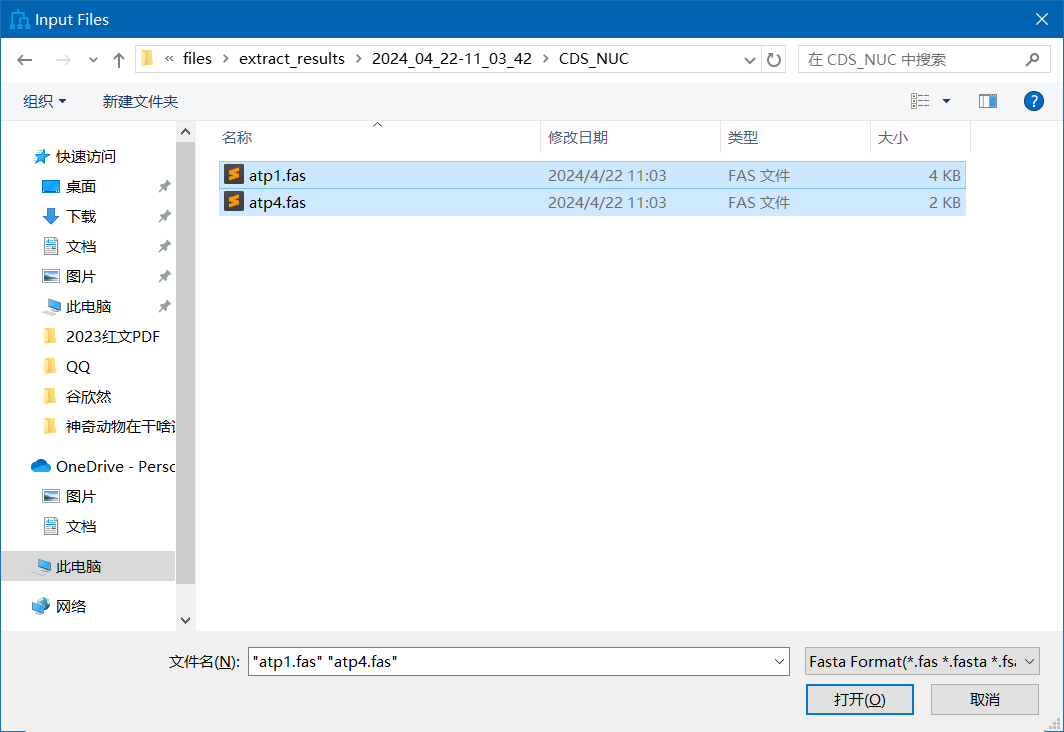 Input Files
« files > extract_results > 2024_04_22-11_03_42 > CDS_NUC
在 CDS_NUC 中搜索
组织 新建文件夹
名称 修改日期 类型 大小
atp1.fas 2024/4/22 11:03 FAS 文件 4 KB
atp4.fas 2024/4/22 11:03 FAS 文件 2 KB
快速访问
桌面
下载
文档
图片
此电脑
2023红文PDF
QQ
谷欣然
神奇动物在干啥
OneDrive - Perso
图片
文档
此电脑
网络
文件名(N): "atp1.fas" "atp4.fas"
Fasta Format(*.fas *.fasta *.fsa
打开(O) 取消